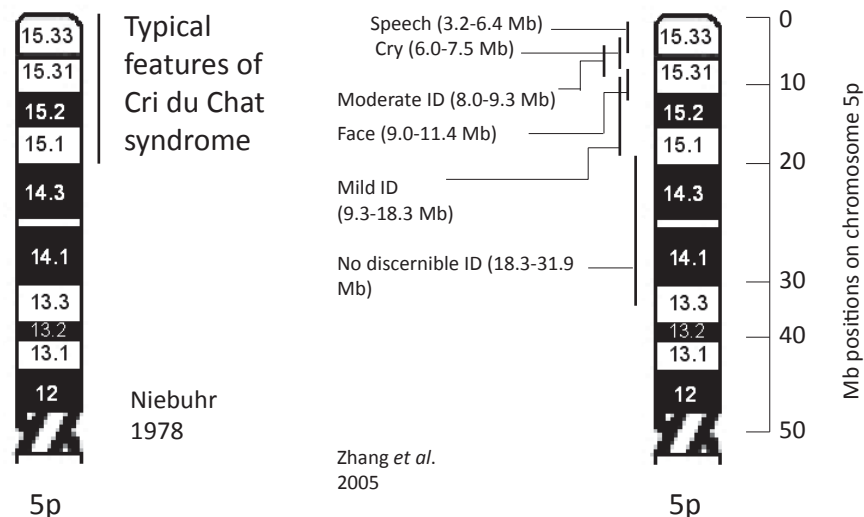 15.33
15.31
15.2
15.1
14.3
14.1
13.3
13.2
13.1
12
5p
Typical
features of
Cri du Chat
syndrome
Niebuhr
1978
Speech (3.2-6.4 Mb)
Cry (6.0-7.5 Mb)
Moderate ID (8.0-9.3 Mb)
Face (9.0-11.4 Mb)
Mild ID
(9.3-18.3 Mb)
No discernible ID (18.3-31.9
Mb)
Zhang et al.
2005
15.33
15.31
15.2
15.1
14.3
14.1
13.3
13.2
13.1
12
5p
0
10
20
30
40
50
Mb positions on chromosome 5p